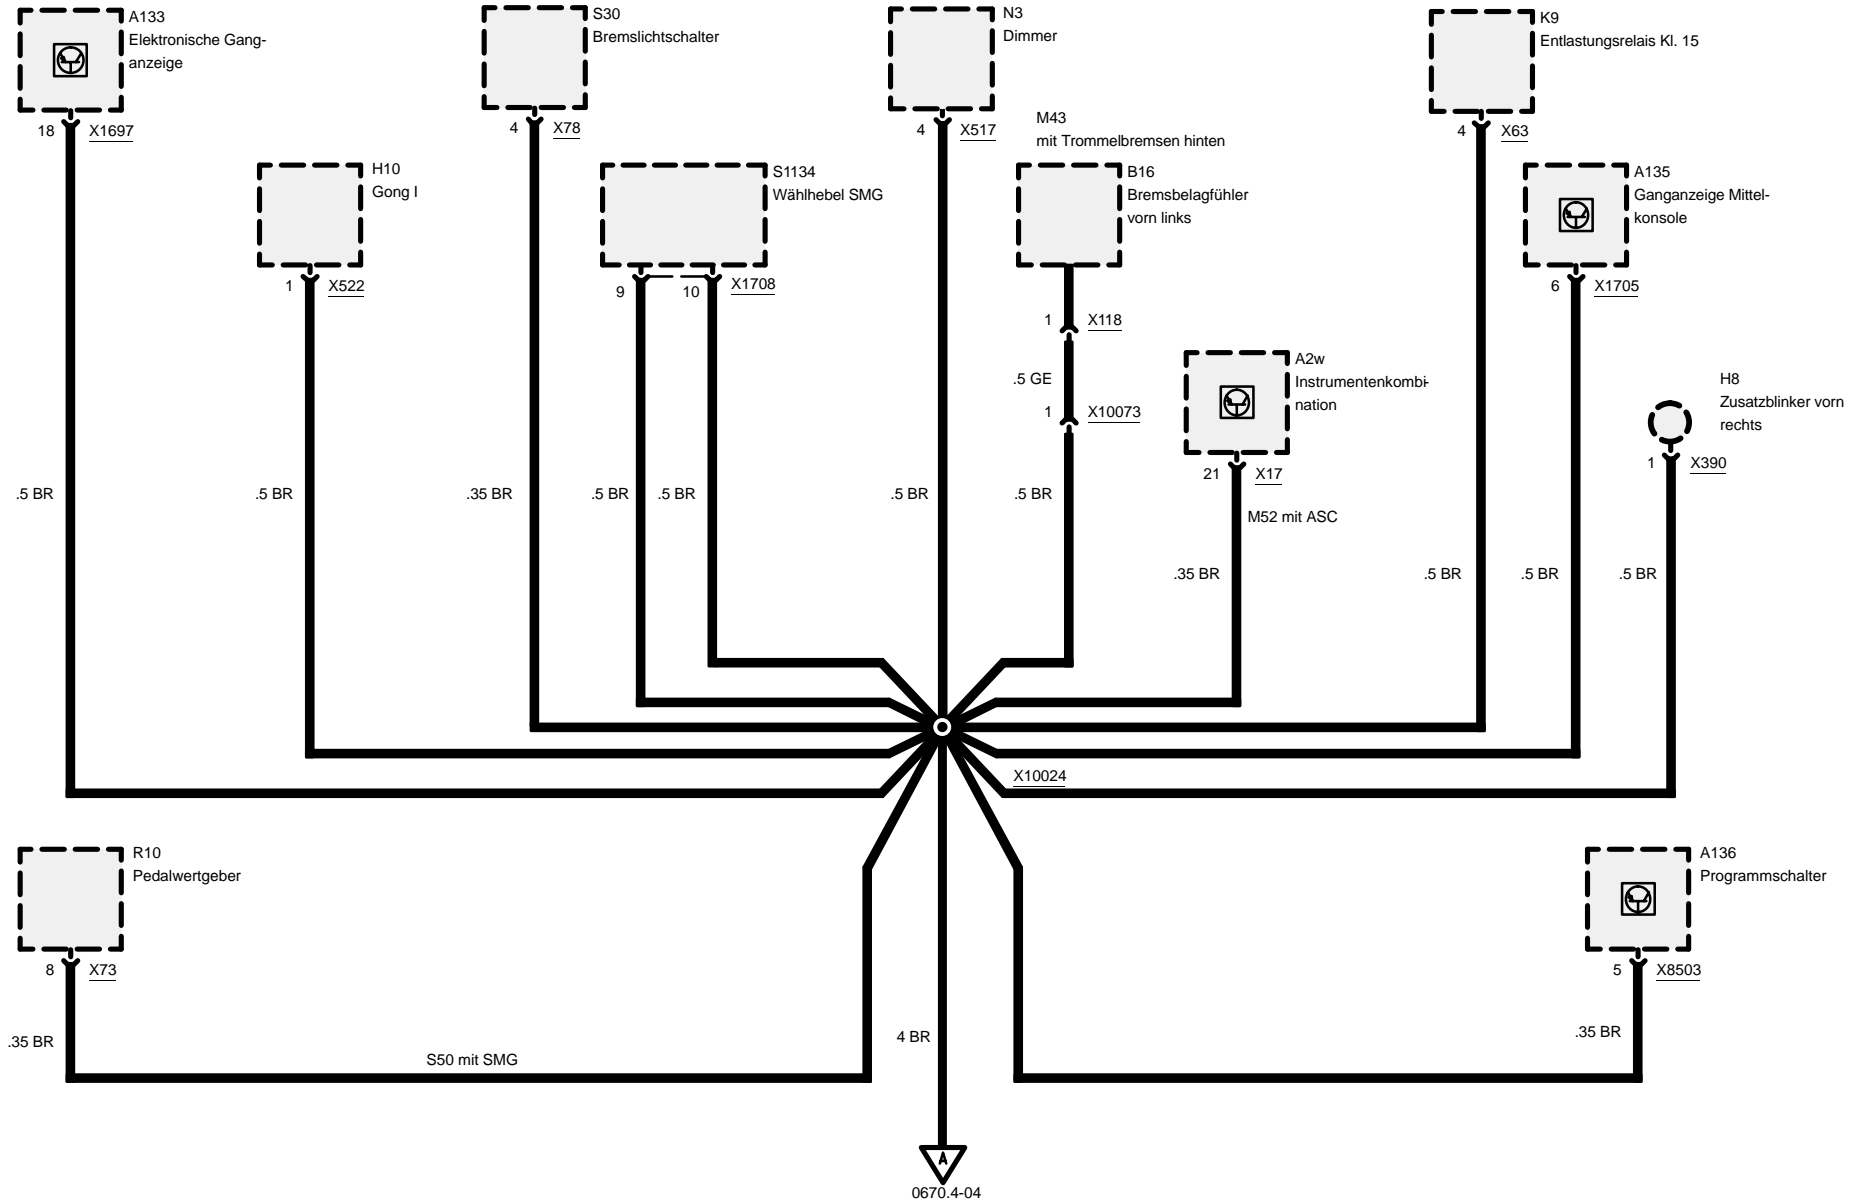 A133
Elektronische Gang-
anzeige
18 X1697
S30
Bremslichtschalter
4 X78
N3
Dimmer
4 X517
K9
Entlastungsrelais Kl. 15
4 X63
H10
Gong I
1 X522
S1134
Wählhebel SMG
9 10 X1708
M43
mit Trommelbremsen hinten
B16
Bremsbelagfühler
vorn links
1 X118
.5 GE
1 X10073
A135
Ganganzeige Mittel-
konsole
6 X1705
A2w
Instrumentenkombi-
nation
21 X17
M52 mit ASC
H8
Zusatzblinker vorn
rechts
1 X390
.5 BR
.5 BR
.35 BR
.5 BR
.5 BR
.5 BR
.5 BR
.35 BR
.5 BR
.5 BR
.5 BR
X10024
R10
Pedalwertgeber
8 X73
.35 BR
S50 mit SMG
4 BR
A136
Programmschalter
5 X8503
.35 BR
A
0670.4-04